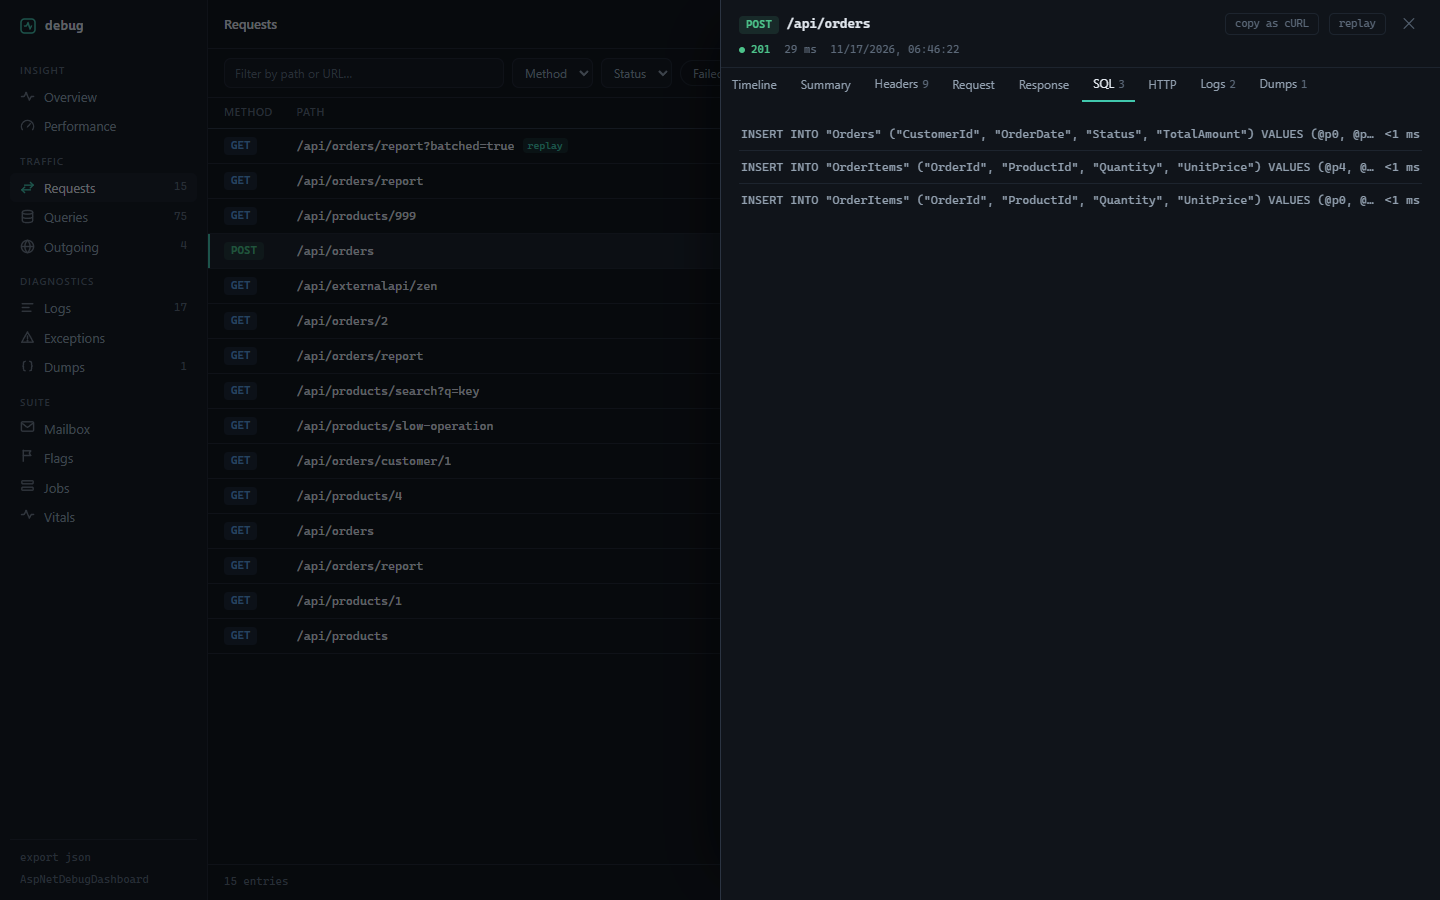 debug
INSIGHT
Overview
Performance
TRAFFIC
Requests 15
Queries 75
Outgoing 4
DIAGNOSTICS
Logs 17
Exceptions
Dumps 1
SUITE
Mailbox
Flags
Jobs
Vitals
export json
AspNetDebugDashboard
Requests
Filter by path or URL... Method Status Failed
METHOD PATH
GET /api/orders/report?batched=true replay
GET /api/orders/report
GET /api/products/999
POST /api/orders
GET /api/externalapi/zen
GET /api/orders/2
GET /api/orders/report
GET /api/products/search?q=key
GET /api/products/slow-operation
GET /api/orders/customer/1
GET /api/products/4
GET /api/orders
GET /api/orders/report
GET /api/products/1
GET /api/products
15 entries
POST /api/orders copy as cURL replay
201 29 ms 11/17/2026, 06:46:22
Timeline Summary Headers 9 Request Response SQL 3 HTTP Logs 2 Dumps 1
INSERT INTO "Orders" ("CustomerId", "OrderDate", "Status", "TotalAmount") VALUES (@p0, @p… <1 ms
INSERT INTO "OrderItems" ("OrderId", "ProductId", "Quantity", "UnitPrice") VALUES (@p4, @… <1 ms
INSERT INTO "OrderItems" ("OrderId", "ProductId", "Quantity", "UnitPrice") VALUES (@p0, @… <1 ms